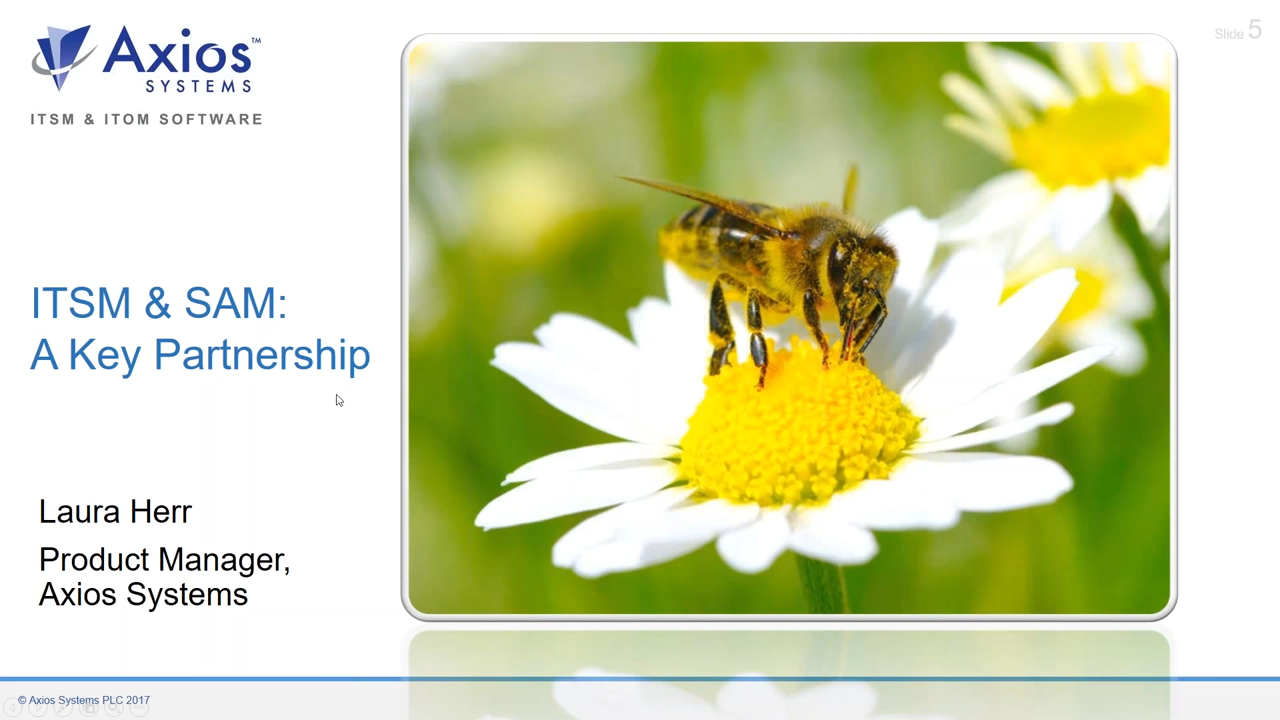 Slide 5
Axios™
SYSTEMS
ITSM & ITOM SOFTWARE
ITSM & SAM:
A Key Partnership
Laura Herr
Product Manager,
Axios Systems
© Axios Systems PLC 2017